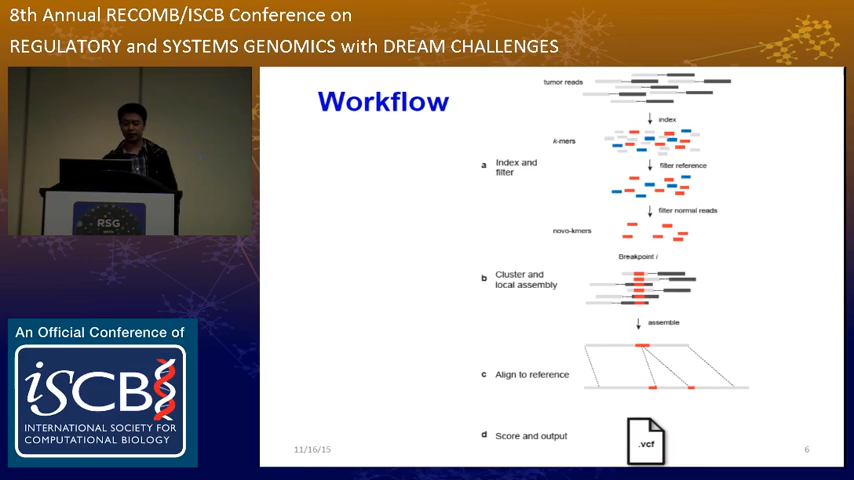 8th Annual RECOMB/ISCB Conference on
REGULATORY and SYSTEMS GENOMICS with DREAM CHALLENGES
Workflow
tumor reads
index
k-mers
a Index and
filter
filter reference
filter normal reads
novo-kmers
Breakpoint i
b Cluster and
local assembly
assemble
c Align to reference
d Score and output
.vcf
11/16/15
6
RSG
An Official Conference of
iSCB
INTERNATIONAL SOCIETY FOR
COMPUTATIONAL BIOLOGY